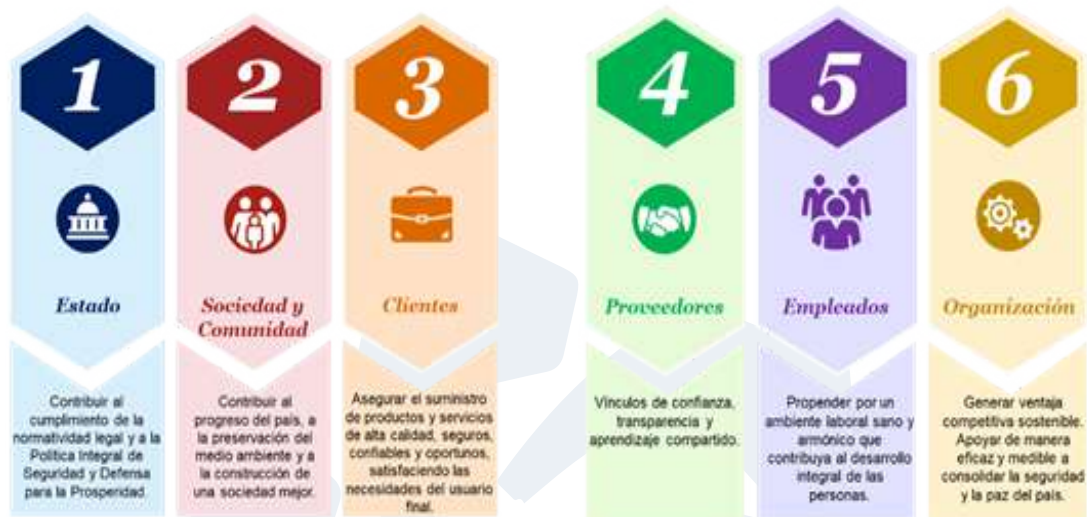 1
Estado
Contribuir al
cumplimiento de la
normatividad legal y a la
Política Integral de
Seguridad y Defensa
para la Prosperidad.
2
Sociedad y
Comunidad
Contribuir al
progreso del país, a
la preservación del
medio ambiente y a
la construcción de
una sociedad mejor.
3
Clientes
Asegurar el suministro
de productos y servicios
de alta calidad, seguros,
confiables y oportunos,
satisfaciendo las
necesidades del usuario
final.
4
Proveedores
Vínculos de confianza,
transparencia y
aprendizaje compartido.
5
Empleados
Propender por un
ambiente laboral sano y
armónico que
contribuya al desarrollo
integral de las
personas.
6
Organización
Generar ventaja
competitiva sostenible.
Apoyar de manera
eficaz y medible a
consolidar la seguridad
y la paz del país.